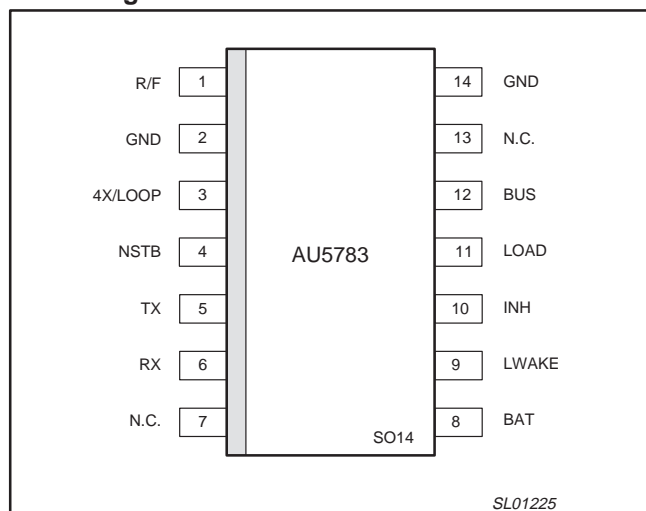 R/F 1 14 GND
GND 2 13 N.C.
4X/LOOP 3 12 BUS
NSTB 4 AU5783 11 LOAD
TX 5 10 INH
RX 6 9 LWAKE
N.C. 7 8 BAT
SO14
SL01225